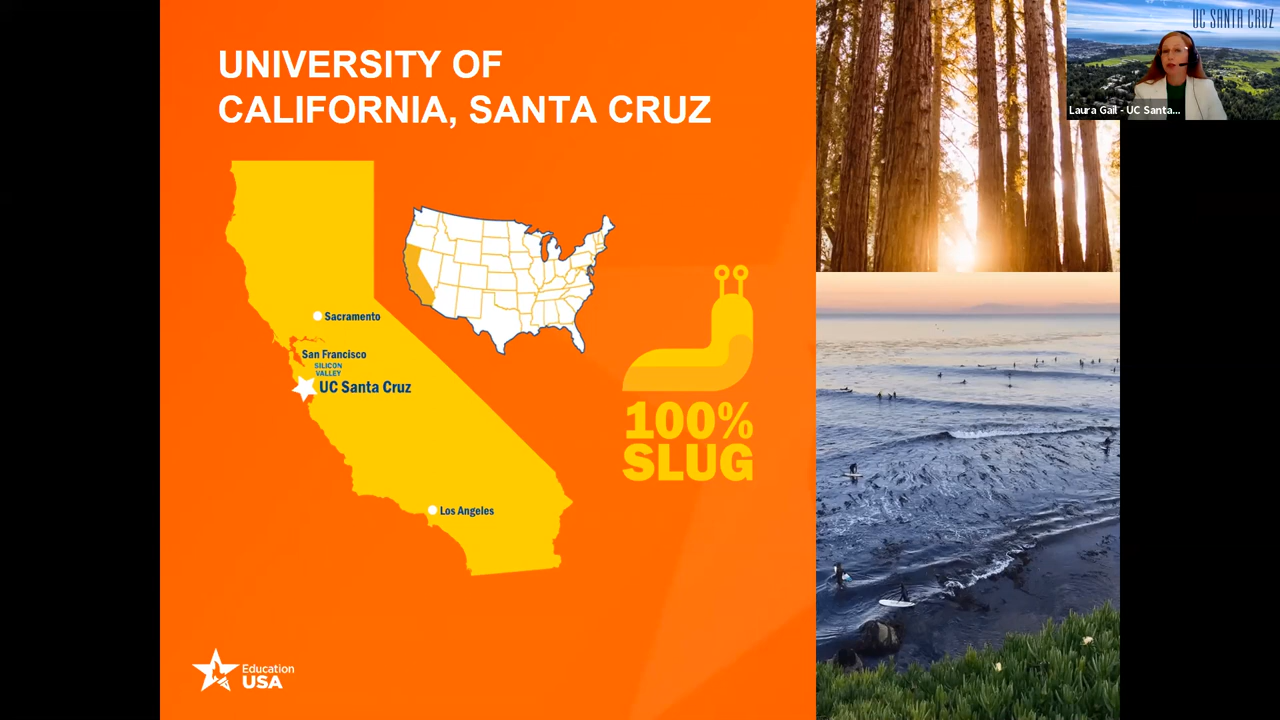 UNIVERSITY OF
CALIFORNIA, SANTA CRUZ
Sacramento
San Francisco
SILICON
VALLEY
UC Santa Cruz
Los Angeles
100%
SLUG
Education
USA
UC SANTA CRUZ
Laura Gail - UC Santa...